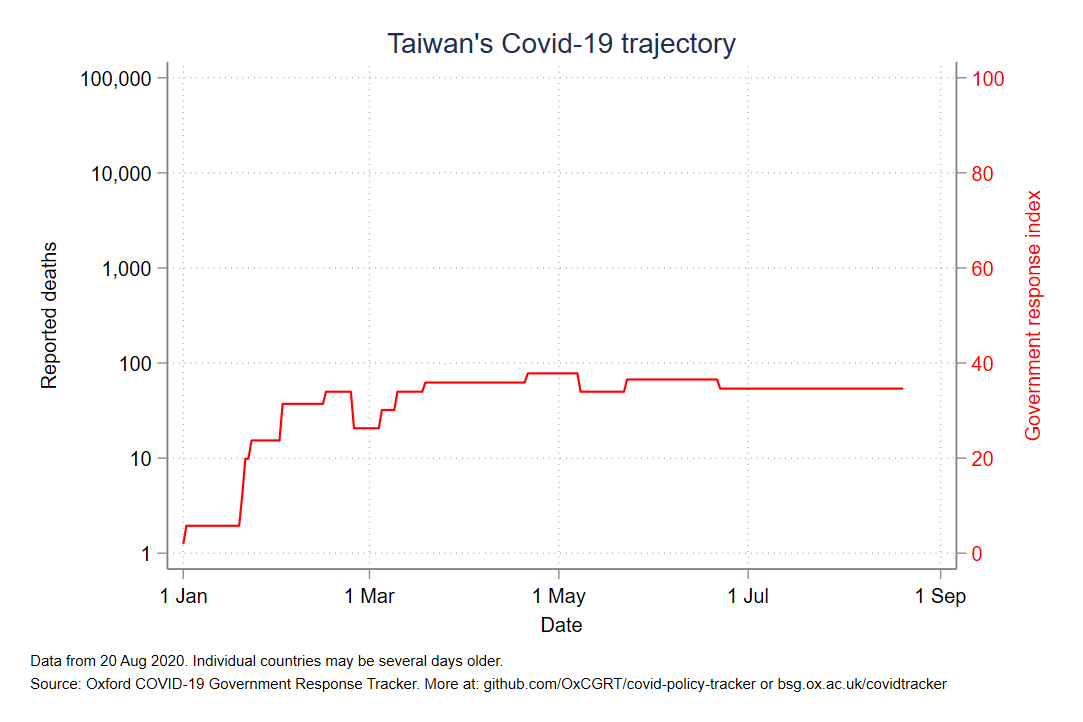 Taiwan's Covid-19 trajectory
100,000
10,000
1,000
100
10
1
Reported deaths
100
80
60
40
20
0
Government response index
1 Jan
1 Mar
1 May
1 Jul
1 Sep
Date
Data from 20 Aug 2020. Individual countries may be several days older.
Source: Oxford COVID-19 Government Response Tracker. More at: github.com/OxCGRT/covid-policy-tracker or bsg.ox.ac.uk/covidtracker